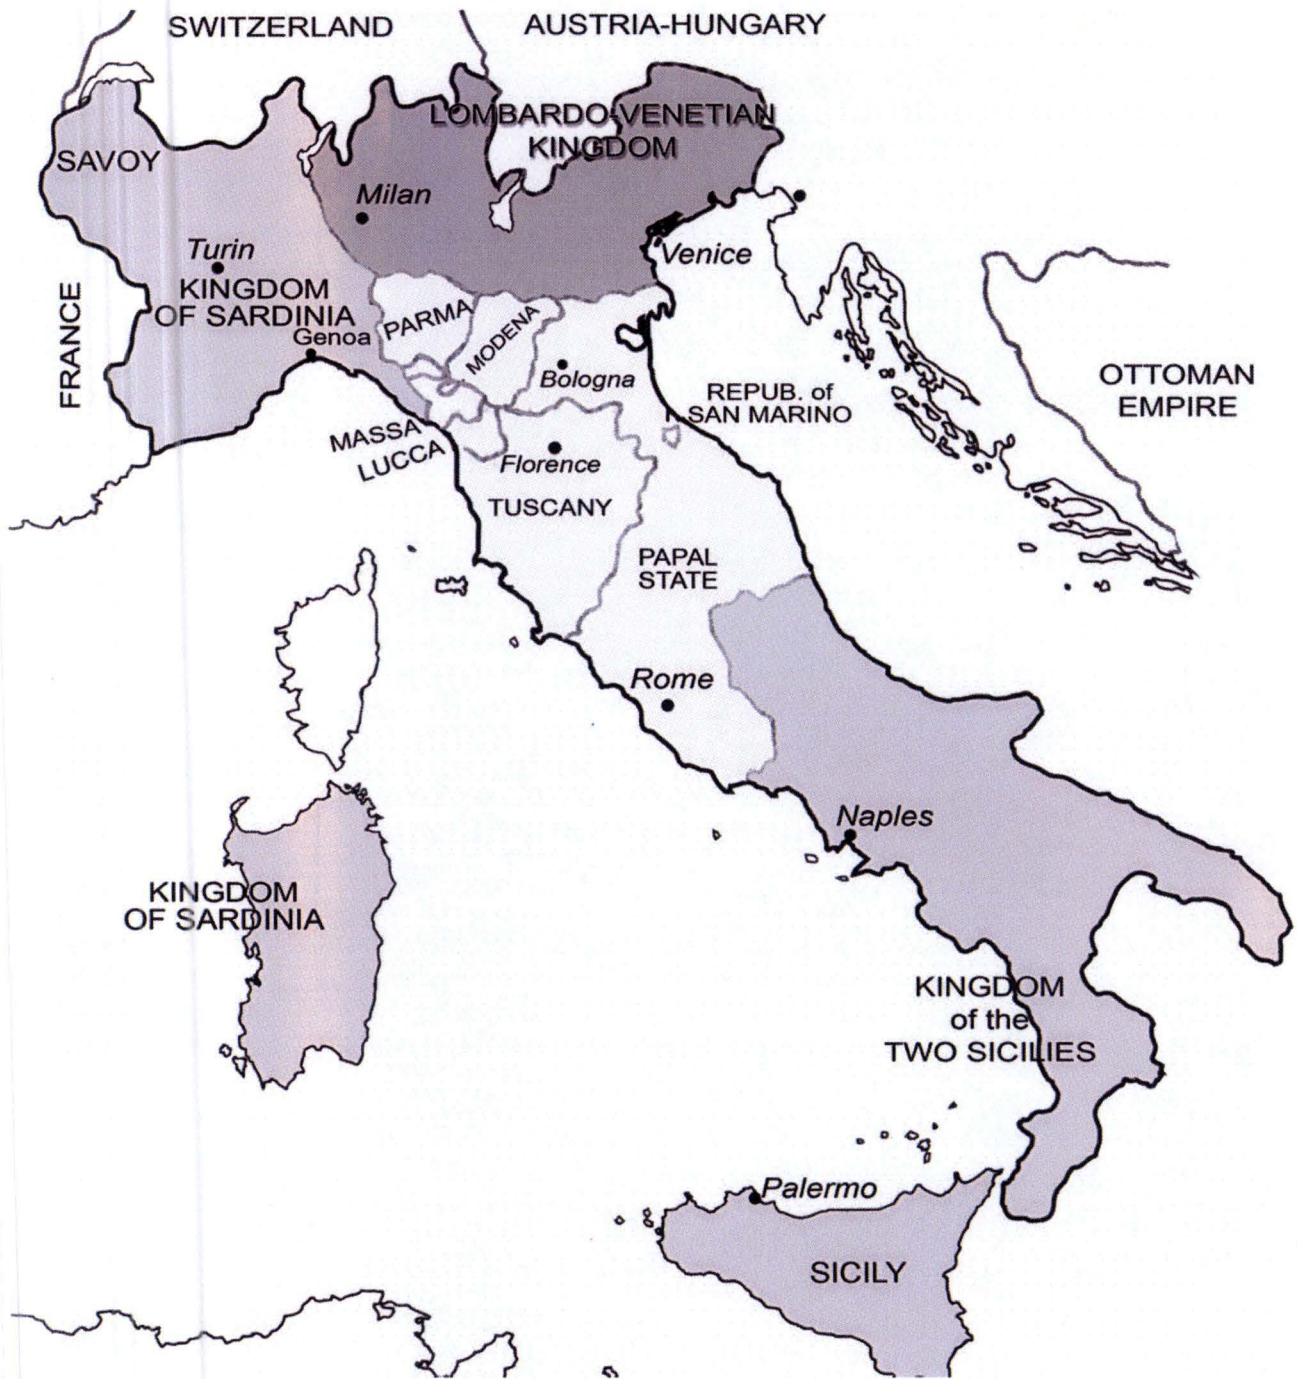 SWITZERLAND
AUSTRIA-HUNGARY
LOMBARDO-VENETIAN
KINGDOM
SAVOY
Milan
Turin
KINGDOM
OF SARDINIA
Genoa
FRANCE
Venice
PARMA
MODENA
Bologna
REPUB. of
SAN MARINO
OTTOMAN
EMPIRE
MASSA
LUCCA
Florence
TUSCANY
PAPAL
STATE
Rome
Naples
KINGDOM
OF SARDINIA
KINGDOM
of the
TWO SICILIES
Palermo
SICILY